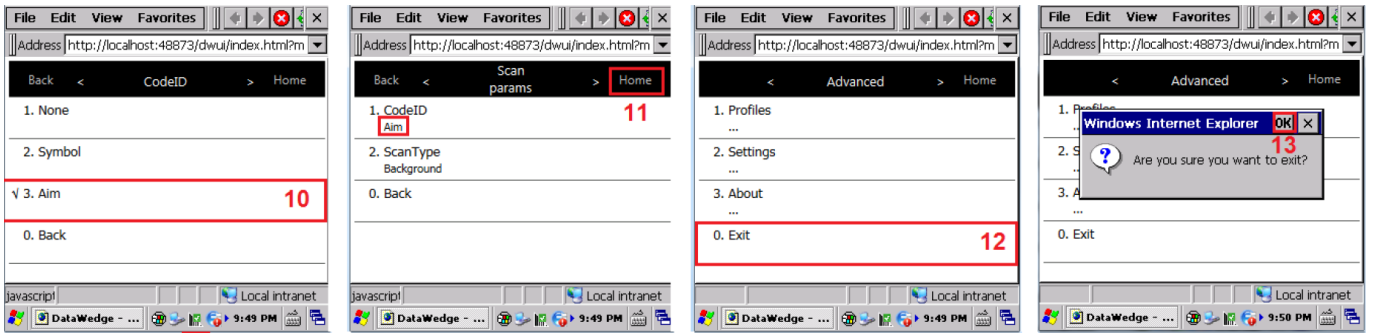 File Edit View Favorites
Address http://localhost:48873/dwui/index.html?m
Back < CodeID > Home
1. None
2. Symbol
√ 3. Aim
10
0. Back
javascript
Local intranet
DataWedge - ...
9:49 PM
File Edit View Favorites
Address http://localhost:48873/dwui/index.html?m
Back < Scan params > Home
11
1. CodeID
Aim
2. ScanType
Background
0. Back
javascript
Local intranet
DataWedge - ...
9:49 PM
File Edit View Favorites
Address http://localhost:48873/dwui/index.html?m
< Advanced > Home
1. Profiles
...
2. Settings
...
3. About
...
0. Exit
12
Local intranet
DataWedge - ...
9:49 PM
File Edit View Favorites
Address http://localhost:48873/dwui/index.html?m
< Advanced > Home
1. Profiles
..
Windows Internet Explorer OK
13
2. S
Are you sure you want to exit?
..
3. A
...
0. Exit
Local intranet
DataWedge - ...
9:50 PM